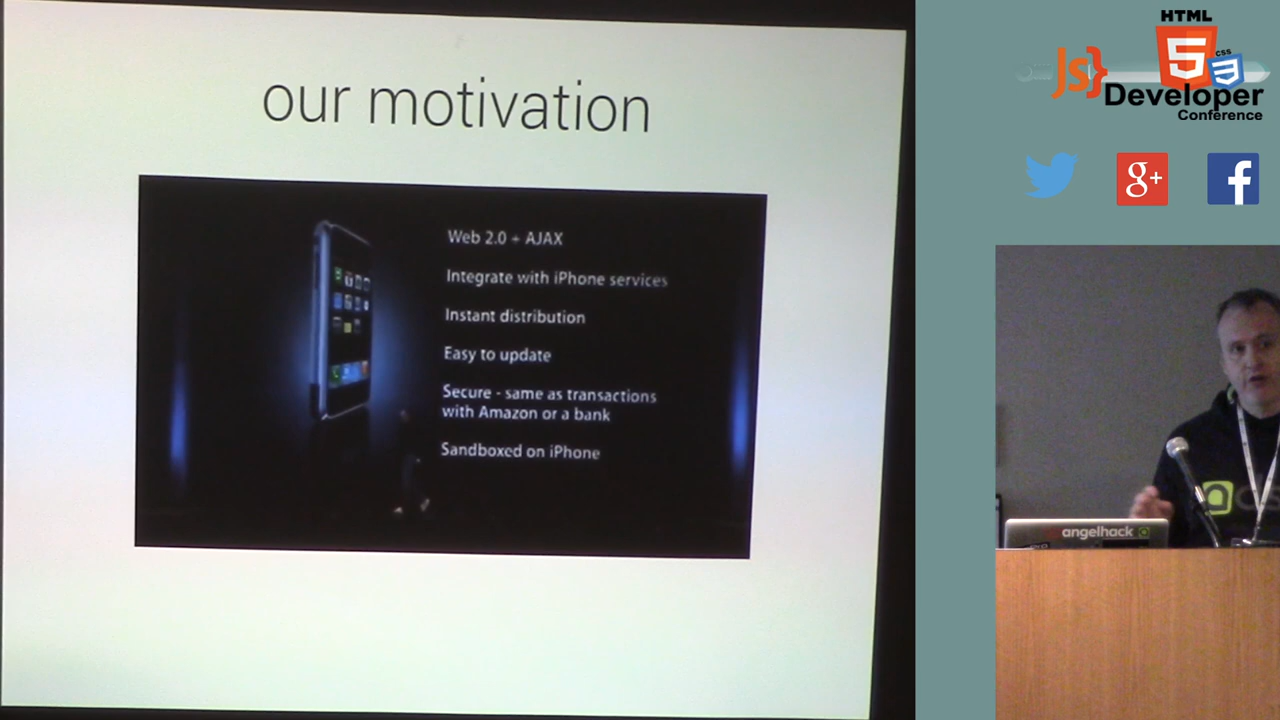 our motivation
Web 2.0 + AJAX
Integrate with iPhone services
Instant distribution
Easy to update
Secure - same as transactions
with Amazon or a bank
Sandboxed on iPhone
HTML
JS}
5
css
3
Developer
Conference
g+
f
angelhack